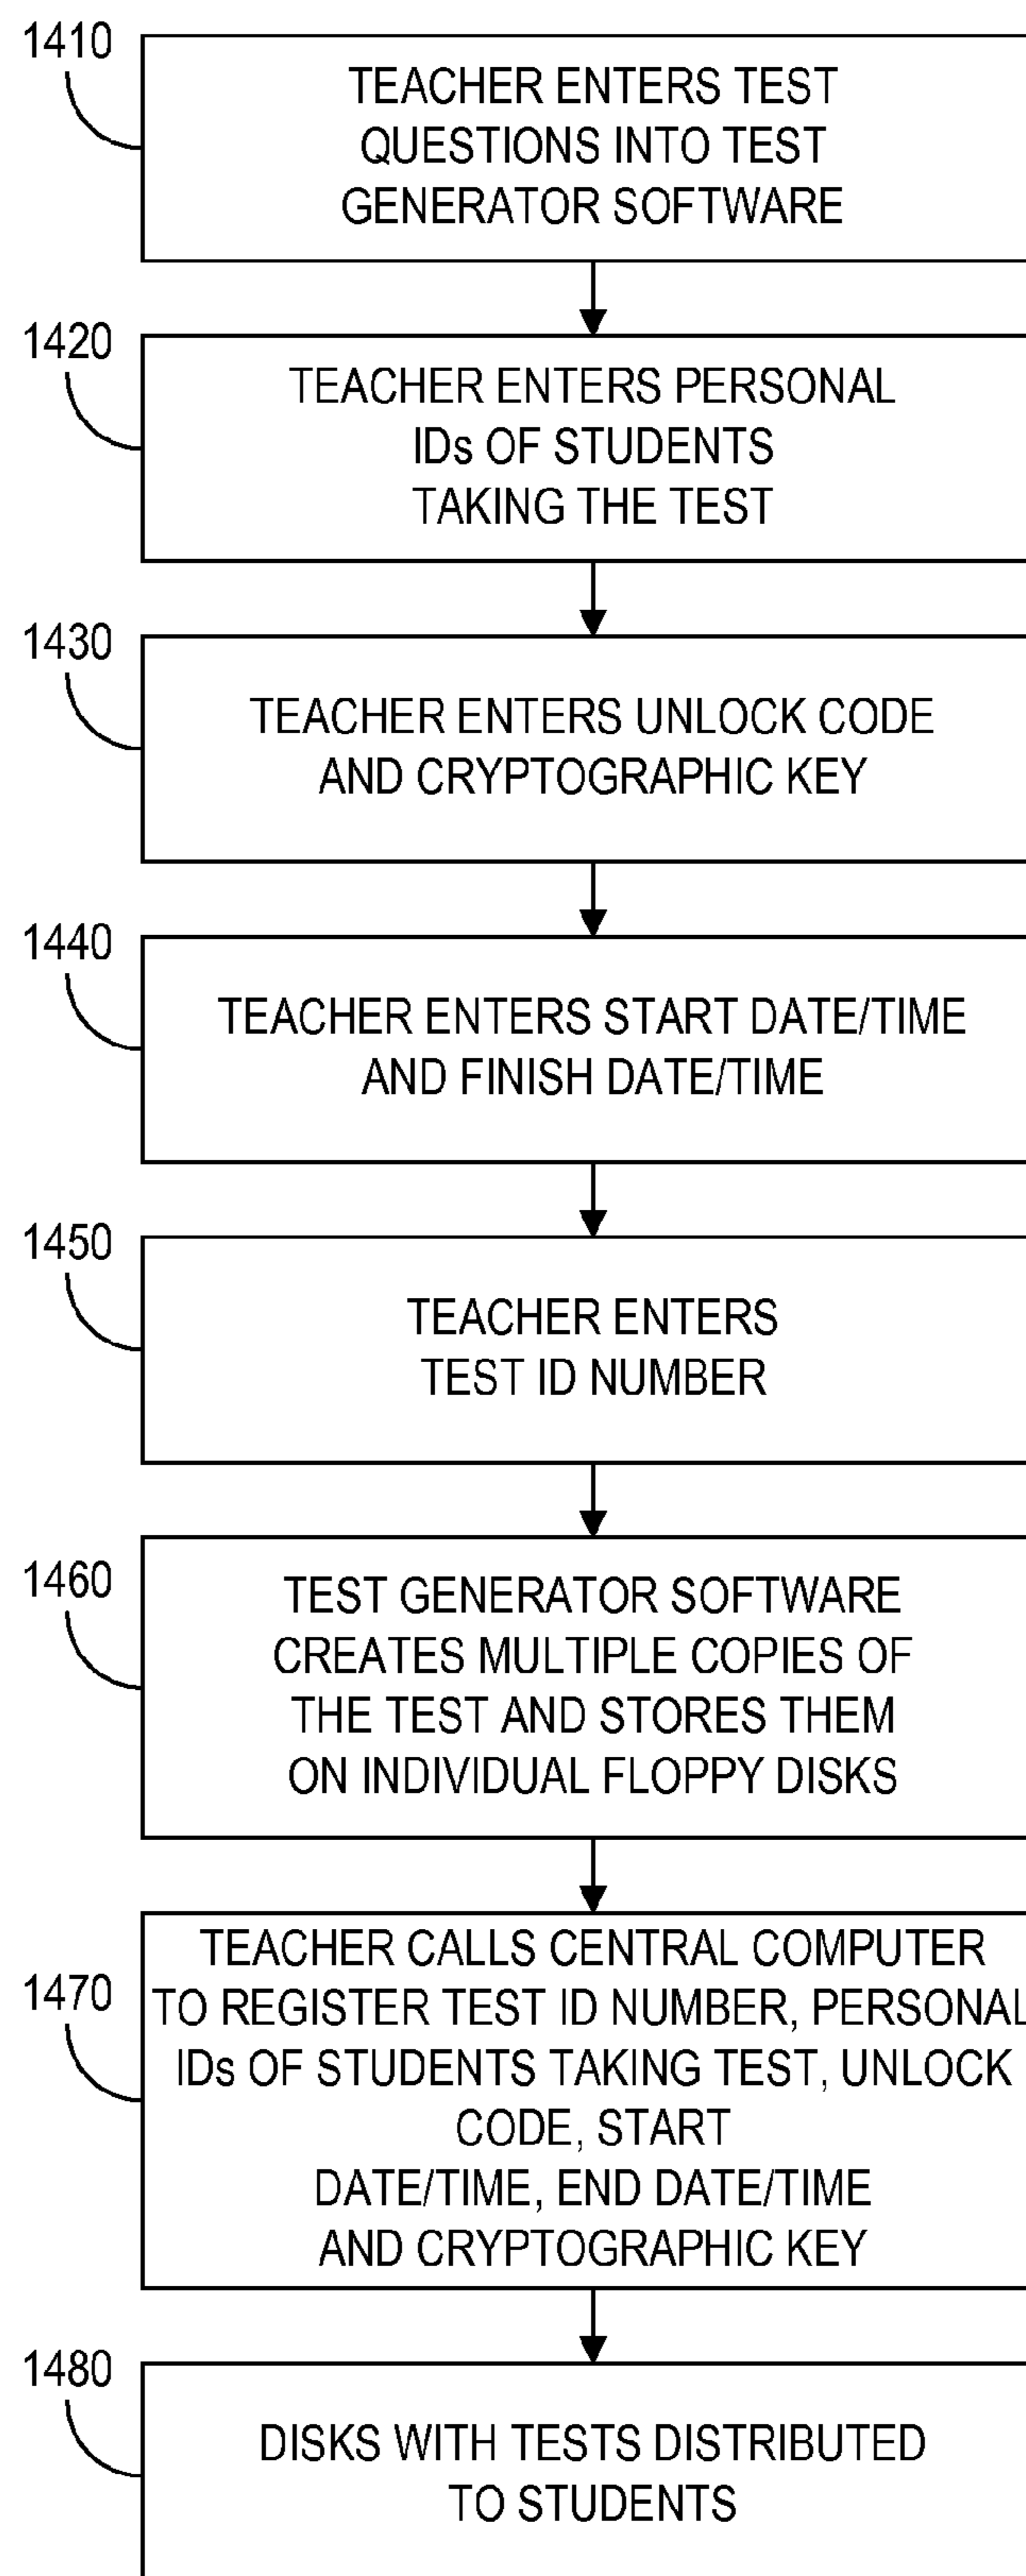 1410
TEACHER ENTERS TEST
QUESTIONS INTO TEST
GENERATOR SOFTWARE
1420
TEACHER ENTERS PERSONAL
IDs OF STUDENTS
TAKING THE TEST
1430
TEACHER ENTERS UNLOCK CODE
AND CRYPTOGRAPHIC KEY
1440
TEACHER ENTERS START DATE/TIME
AND FINISH DATE/TIME
1450
TEACHER ENTERS
TEST ID NUMBER
1460
TEST GENERATOR SOFTWARE
CREATES MULTIPLE COPIES OF
THE TEST AND STORES THEM
ON INDIVIDUAL FLOPPY DISKS
1470
TEACHER CALLS CENTRAL COMPUTER
TO REGISTER TEST ID NUMBER, PERSONAL
IDs OF STUDENTS TAKING TEST, UNLOCK
CODE, START
DATE/TIME, END DATE/TIME
AND CRYPTOGRAPHIC KEY
1480
DISKS WITH TESTS DISTRIBUTED
TO STUDENTS